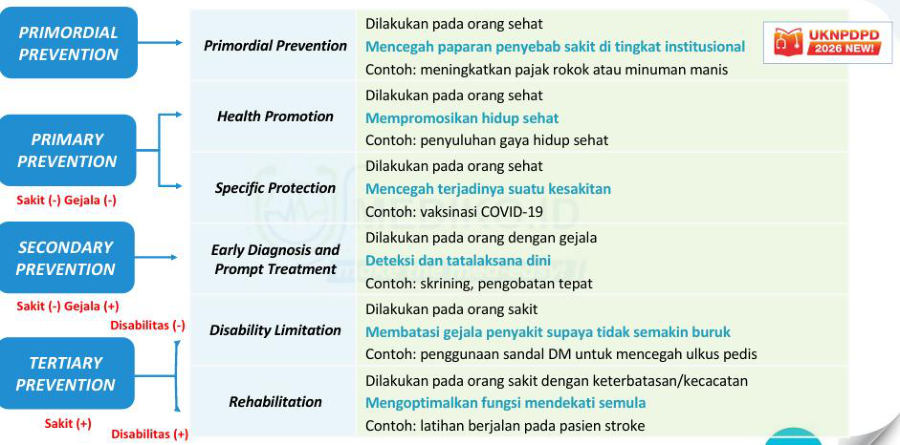 PRIMORDIAL
PREVENTION
Primordial Prevention
Dilakukan pada orang sehat
Mencegah paparan penyebab sakit di tingkat institusional
Contoh: meningkatkan pajak rokok atau minuman manis
UKNPDPD
2026 NEW!
PRIMARY
PREVENTION
Sakit (-) Gejala (-)
Health Promotion
Dilakukan pada orang sehat
Mempromosikan hidup sehat
Contoh: penyuluhan gaya hidup sehat
Specific Protection
Dilakukan pada orang sehat
Mencegah terjadinya suatu kesakitan
Contoh: vaksinasi COVID-19
SECONDARY
PREVENTION
Sakit (-) Gejala (+)
Early Diagnosis and
Prompt Treatment
Dilakukan pada orang dengan gejala
Deteksi dan tatalaksana dini
Contoh: skrining, pengobatan tepat
TERTIARY
PREVENTION
Sakit (+)
Disabilitas (-)
Disability Limitation
Dilakukan pada orang sakit
Membatasi gejala penyakit supaya tidak semakin buruk
Contoh: penggunaan sandal DM untuk mencegah ulkus pedis
Disabilitas (+)
Rehabilitation
Dilakukan pada orang sakit dengan keterbatasan/kecacatan
Mengoptimalkan fungsi mendekati semula
Contoh: latihan berjalan pada pasien stroke